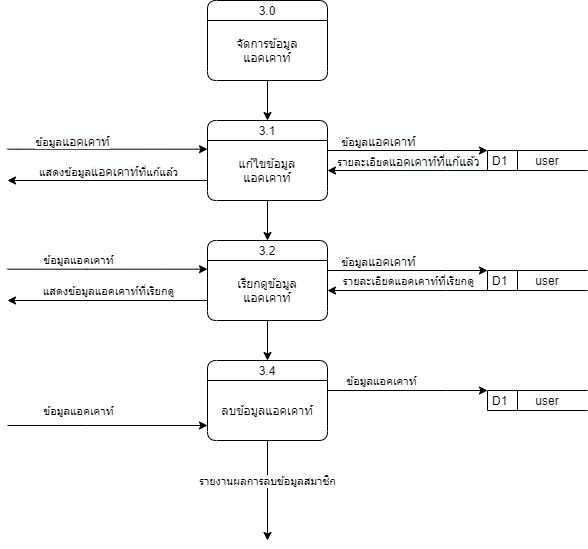 3.0
จัดการข้อมูล
แอคเคาท์
3.1
ข้อมูลแอคเคาท์
ข้อมูลแอคเคาท์
แก้ไขข้อมูล
แอคเคาท์
รายละเอียดแอคเคาท์ที่แก้แล้ว
D1 user
แสดงข้อมูลแอคเคาท์ที่แก้แล้ว
3.2
ข้อมูลแอคเคาท์
ข้อมูลแอคเคาท์
เรียกดูข้อมูล
แอคเคาท์
รายละเอียดแอคเคาท์ที่เรียกดู
D1 user
แสดงข้อมูลแอคเคาท์ที่เรียกดู
3.4
ข้อมูลแอคเคาท์
D1 user
ข้อมูลแอคเคาท์
ลบข้อมูลแอคเคาท์
รายงานผลการลบข้อมูลสมาชิก